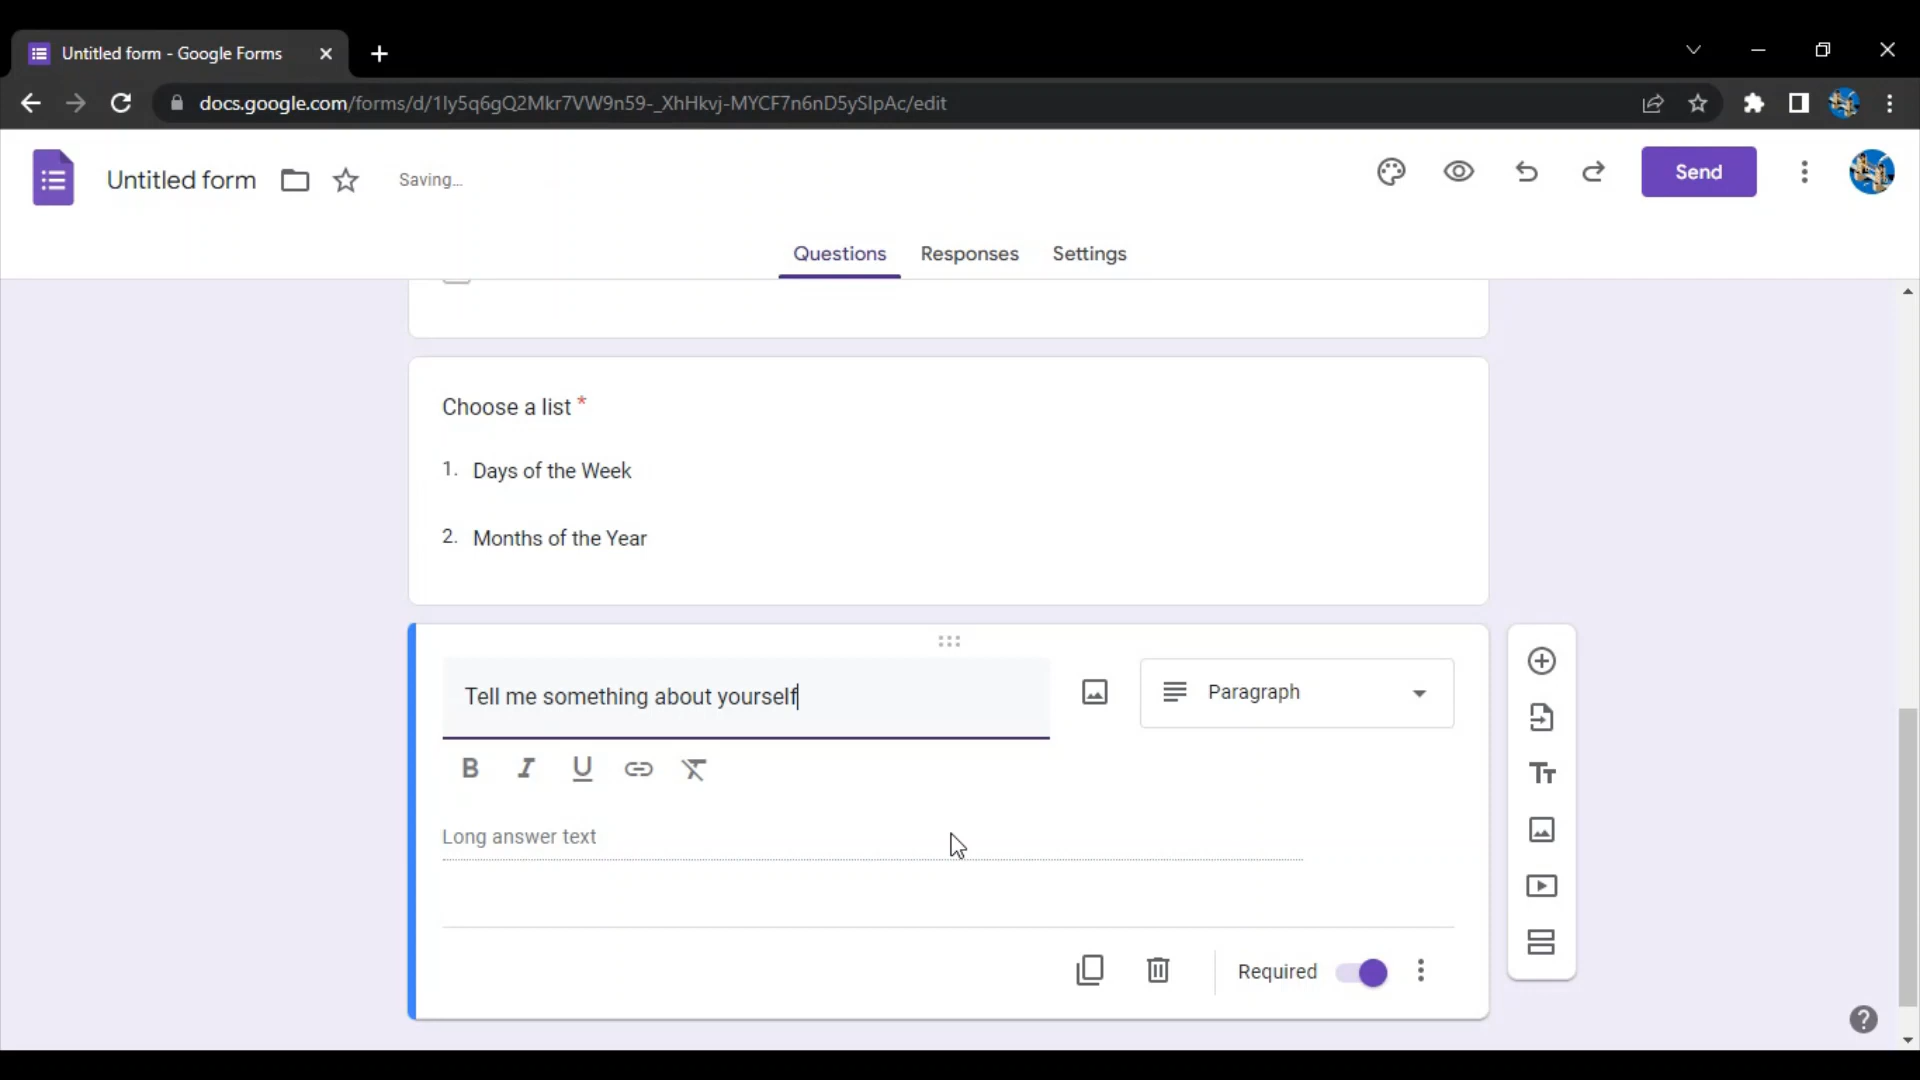 Untitled form - Google Forms
docs.google.com/forms/d/1Iy5q6gQ2Mkr7VW9n59-_XhHkvj-MYCF7n6nD5ySIpAc/edit
Untitled form
Saving...
Send
Questions Responses Settings
Choose a list *
1. Days of the Week
2. Months of the Year
Tell me something about yourself
Paragraph
B I U
Long answer text
Required